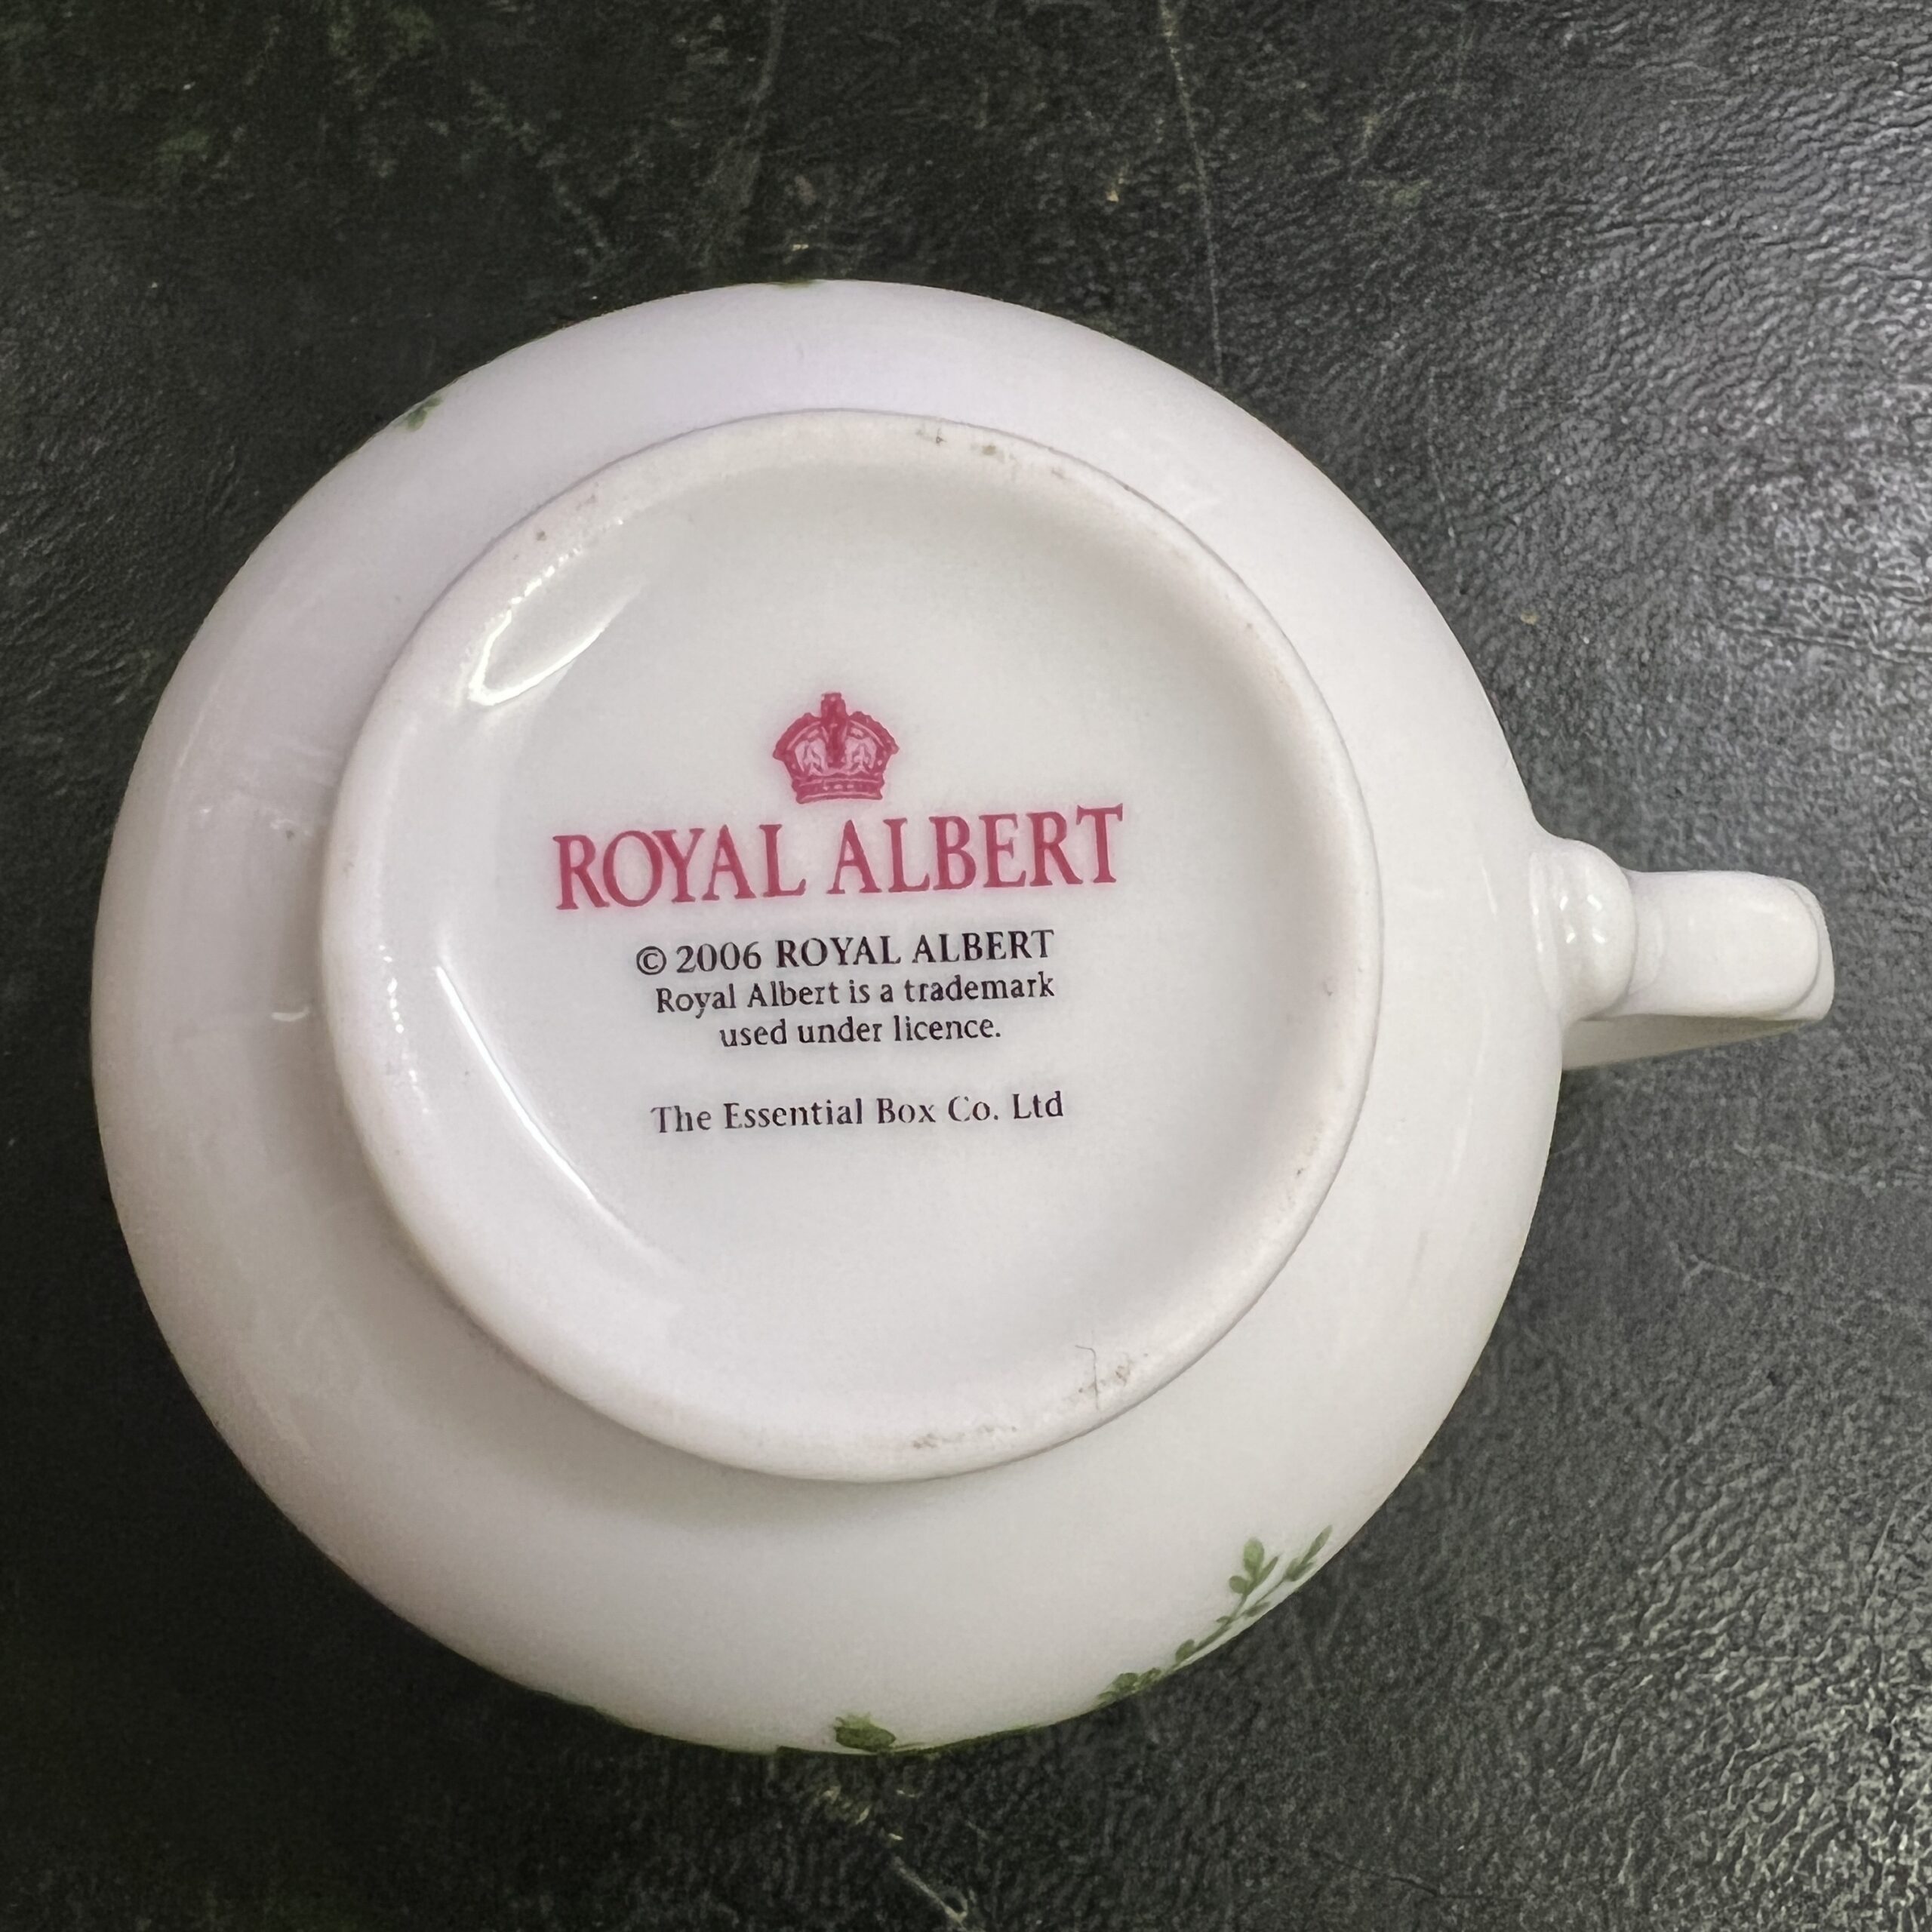 ROYAL ALBERT
© 2006 ROYAL ALBERT
Royal Albert is a trademark
used under licence.
The Essential Box Co. Ltd